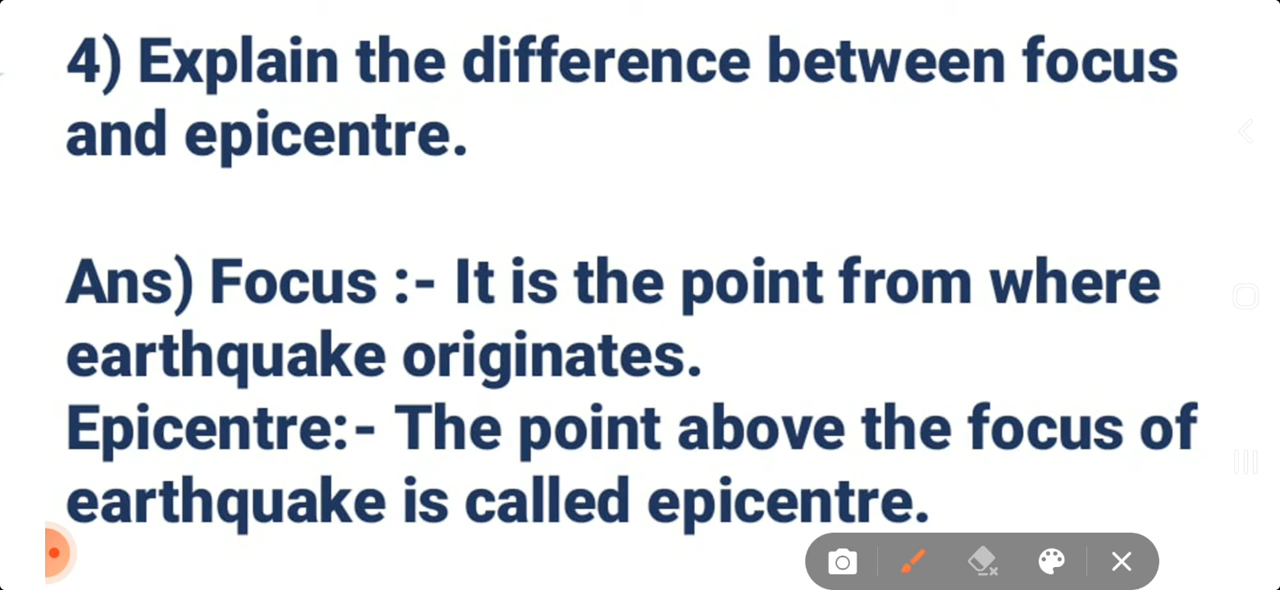 4) Explain the difference between focus
and epicentre.
Ans) Focus :- It is the point from where
earthquake originates.
Epicentre:- The point above the focus of
earthquake is called epicentre.